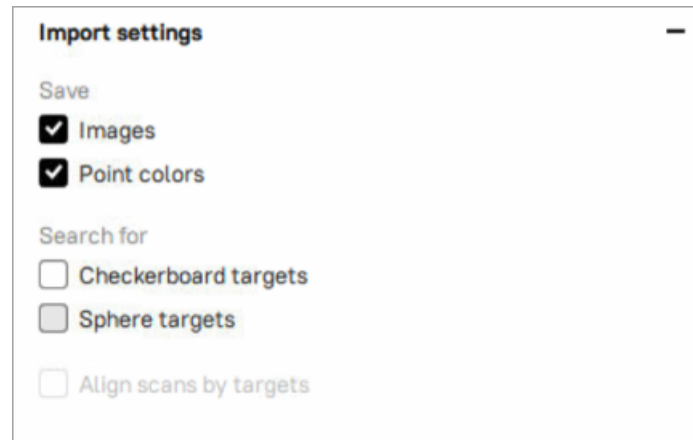 Import settings
Save
Images
Point colors
Search for
Checkerboard targets
Sphere targets
Align scans by targets